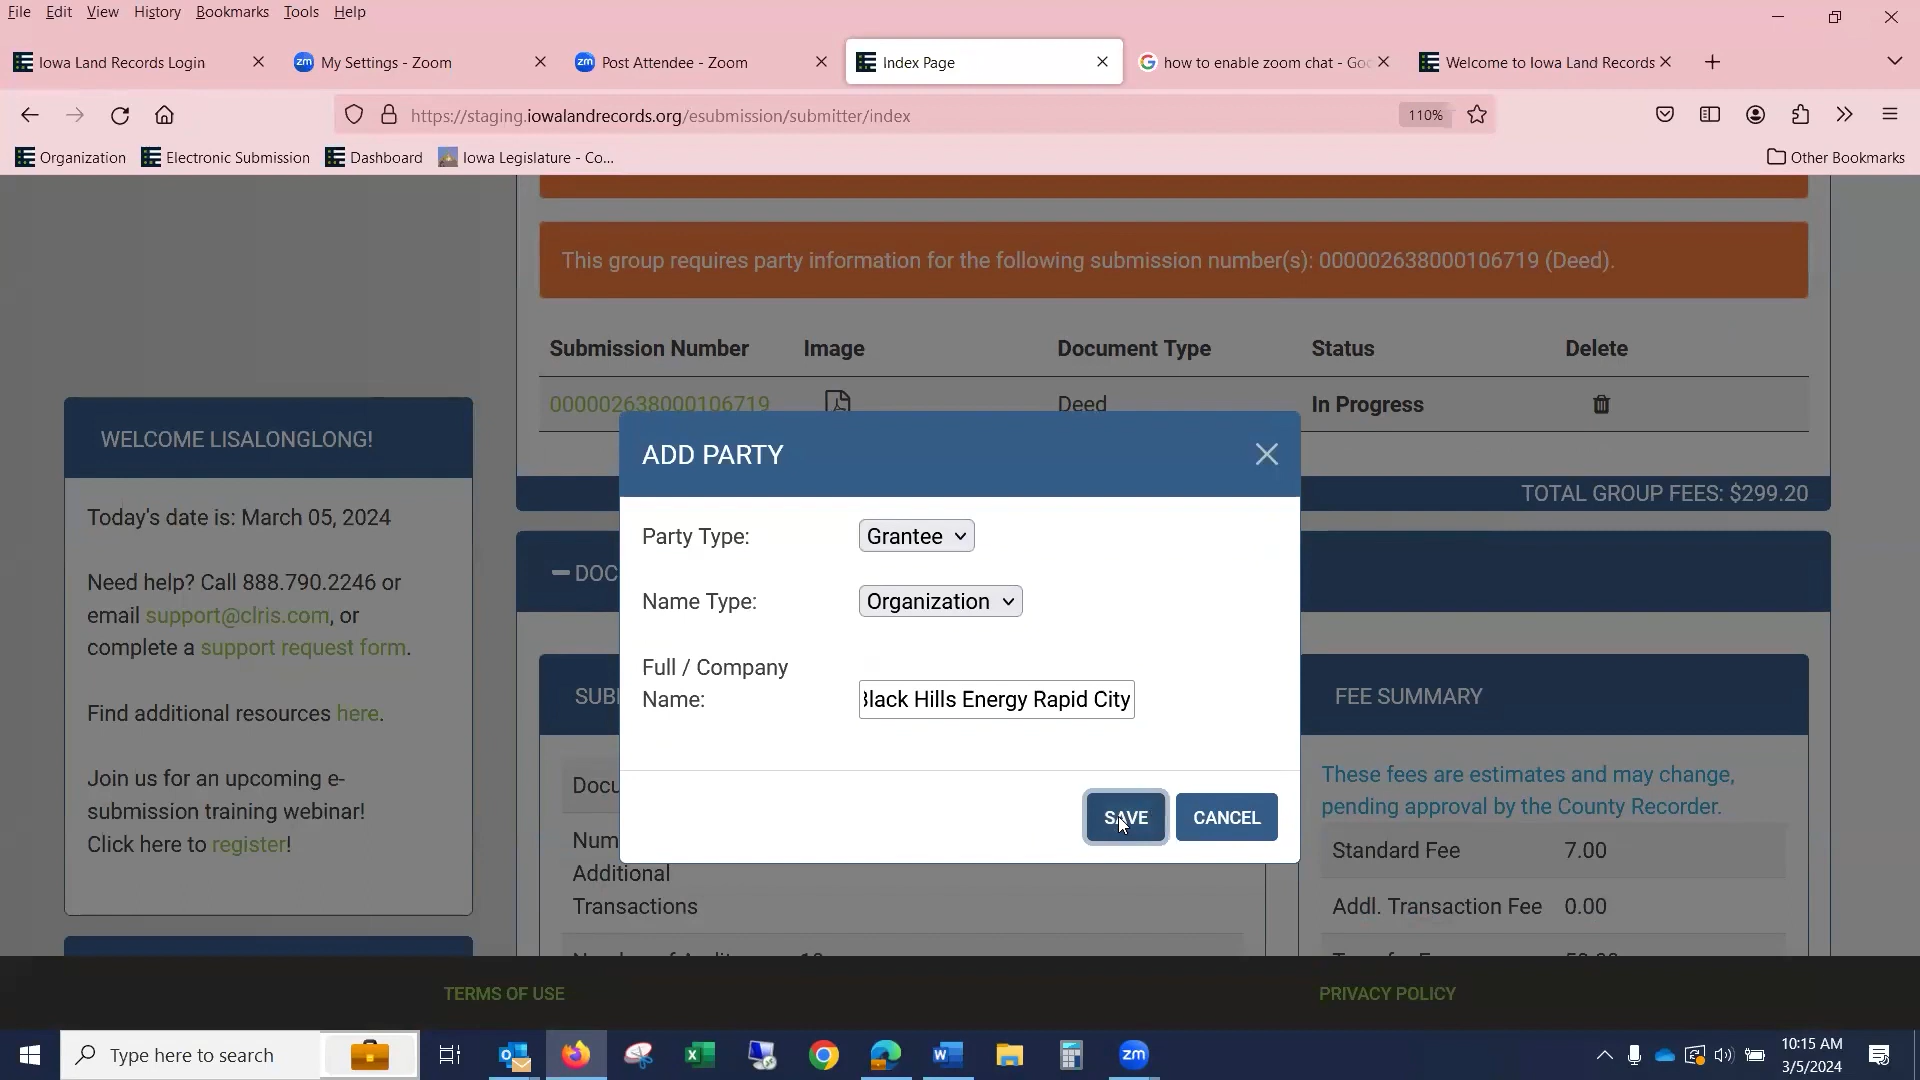 File Edit View History Bookmarks Tools Help
Iowa Land Records Login
zm My Settings - Zoom
zm Post Attendee - Zoom
Index Page
how to enable zoom chat - Goo
Welcome to Iowa Land Records
https://staging.iowalandrecords.org/esubmission/submitter/index
110%
Organization Electronic Submission Dashboard Iowa Legislature - Co... Other Bookmarks
This group requires party information for the following submission number(s): 000002638000106719 (Deed).
Submission Number Image Document Type Status Delete
000002638000106719 Deed In Progress
TOTAL GROUP FEES: $299.20
WELCOME LISALONGLONG!
Today's date is: March 05, 2024
Need help? Call 888.790.2246 or
email support@clris.com, or
complete a support request form.
Find additional resources here.
Join us for an upcoming e-
submission training webinar!
Click here to register!
DOC
SUB
Docu
Num
Additional
Transactions
ADD PARTY
Party Type: Grantee
Name Type: Organization
Full / Company
Name: Black Hills Energy Rapid City
SAVE CANCEL
FEE SUMMARY
These fees are estimates and may change,
pending approval by the County Recorder.
Standard Fee 7.00
Addl. Transaction Fee 0.00
TERMS OF USE PRIVACY POLICY
Type here to search
zm
10:15 AM
3/5/2024